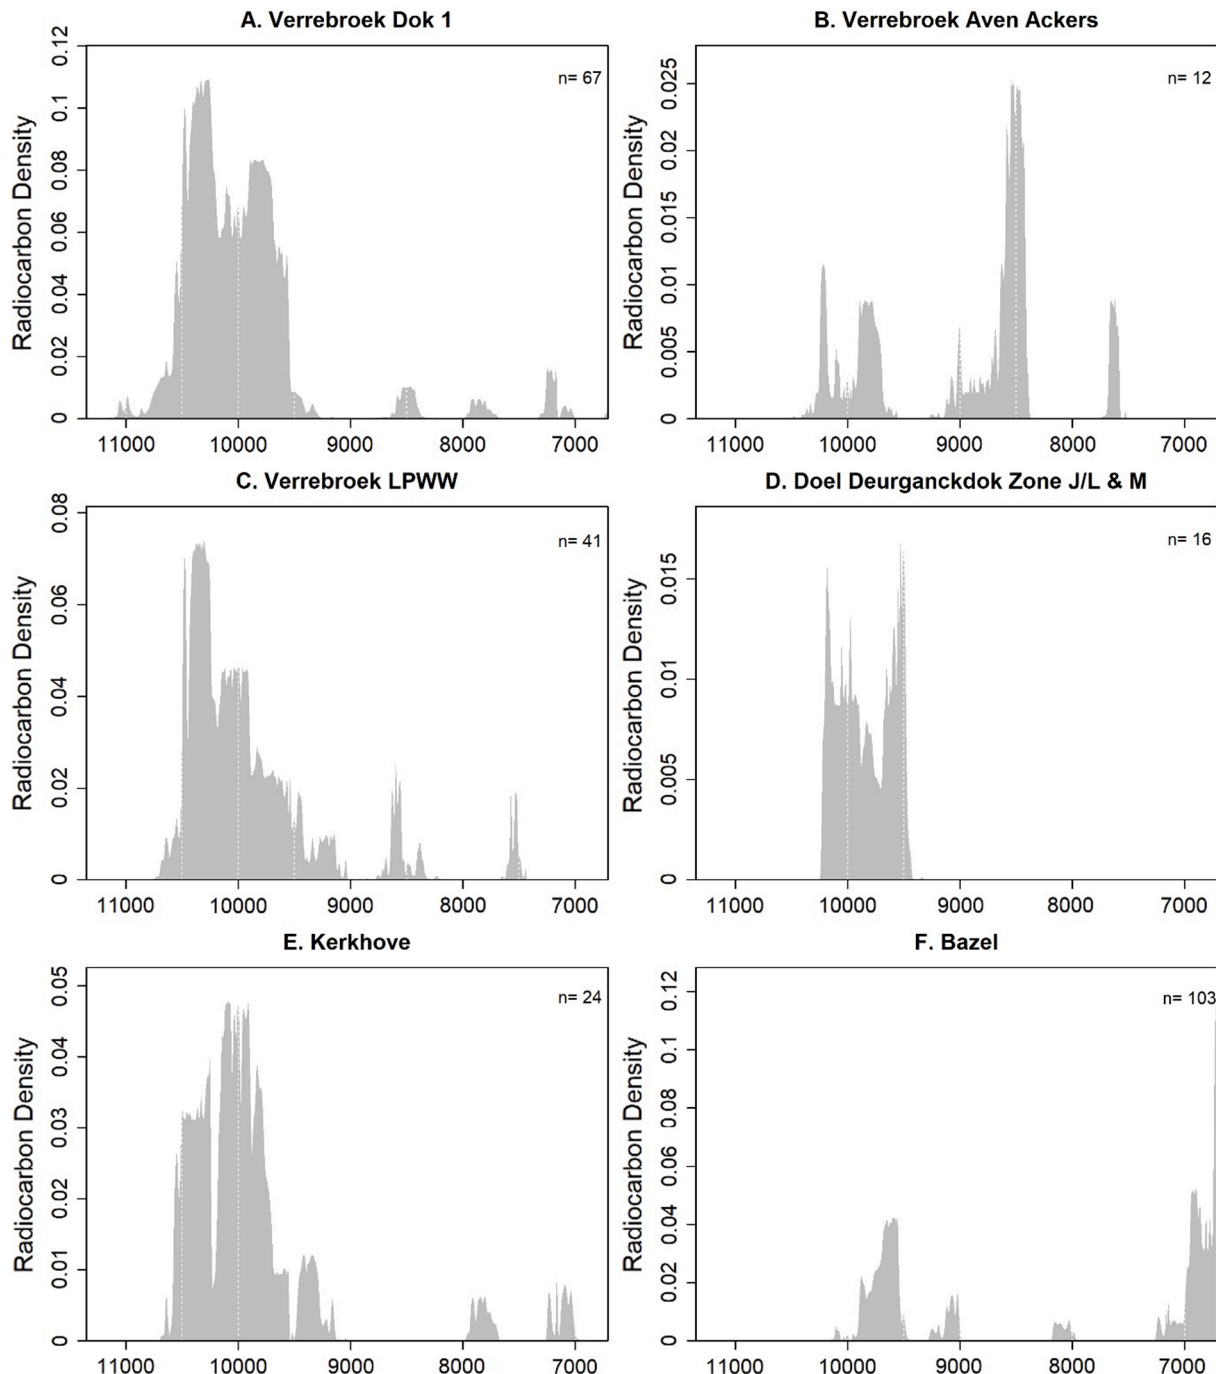 A. Verrebroek Dok 1
n= 67
Radiocarbon Density
0.12
0.1
0.08
0.06
0.04
0.02
0
11000 10000 9000 8000 7000
B. Verrebroek Aven Ackers
n= 12
Radiocarbon Density
0.025
0.02
0.015
0.01
0.005
0
11000 10000 9000 8000 7000
C. Verrebroek LPWW
n= 41
Radiocarbon Density
0.08
0.06
0.04
0.02
0
11000 10000 9000 8000 7000
D. Doel Deurganckdok Zone J/L & M
n= 16
Radiocarbon Density
0.015
0.01
0.005
0
11000 10000 9000 8000 7000
E. Kerkhove
n= 24
Radiocarbon Density
0.05
0.04
0.03
0.02
0.01
0
11000 10000 9000 8000 7000
F. Bazel
n= 103
Radiocarbon Density
0.12
0.1
0.08
0.06
0.04
0.02
0
11000 10000 9000 8000 7000